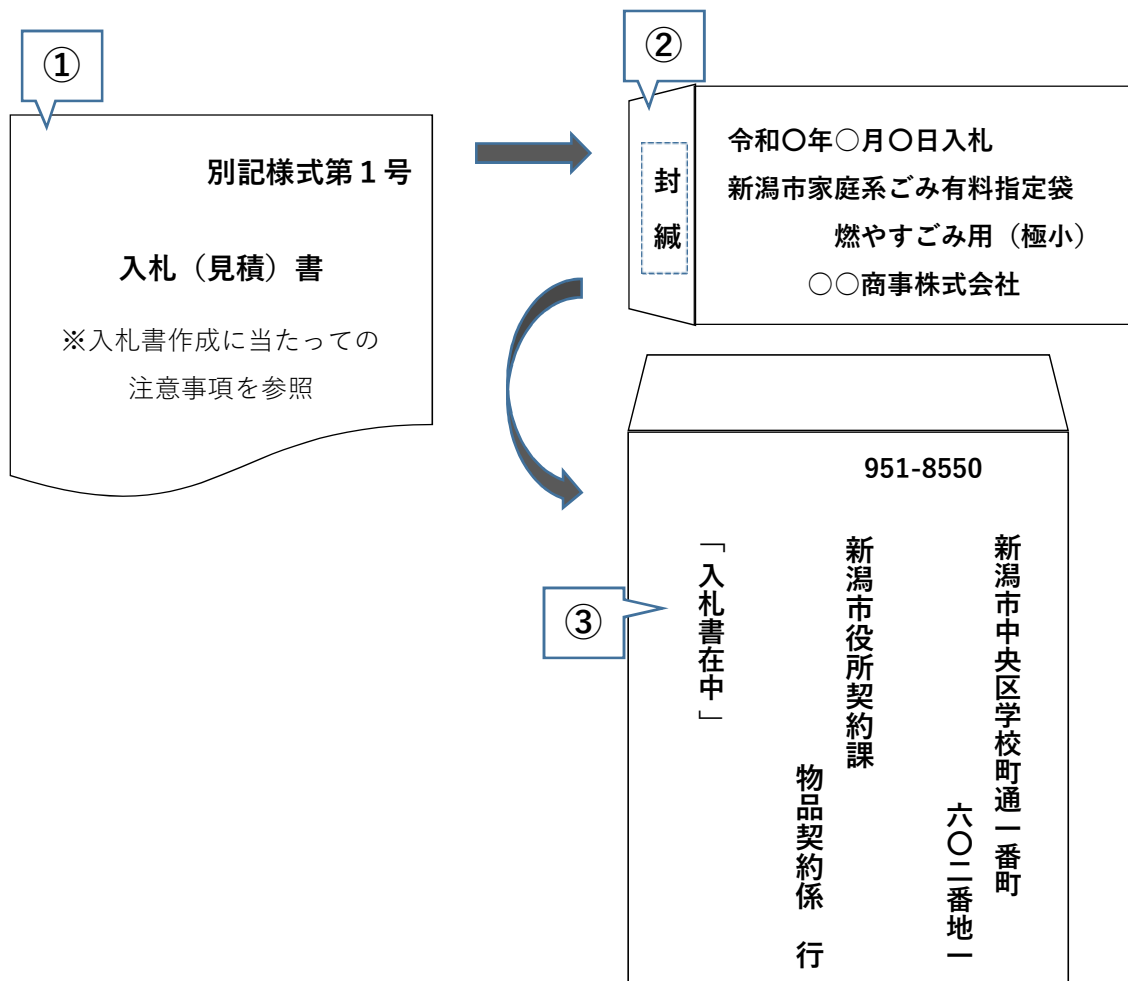 ①
別記様式第１号
入札（見積）書
※入札書作成に当たっての
注意事項を参照
②
封緘
令和〇年○月〇日入札
新潟市家庭系ごみ有料指定袋
燃やすごみ用（極小）
○○商事株式会社
③
951-8550
新潟市中央区学校町通一番町
六〇二番地一
新潟市役所契約課
物品契約係　行
「入札書在中」